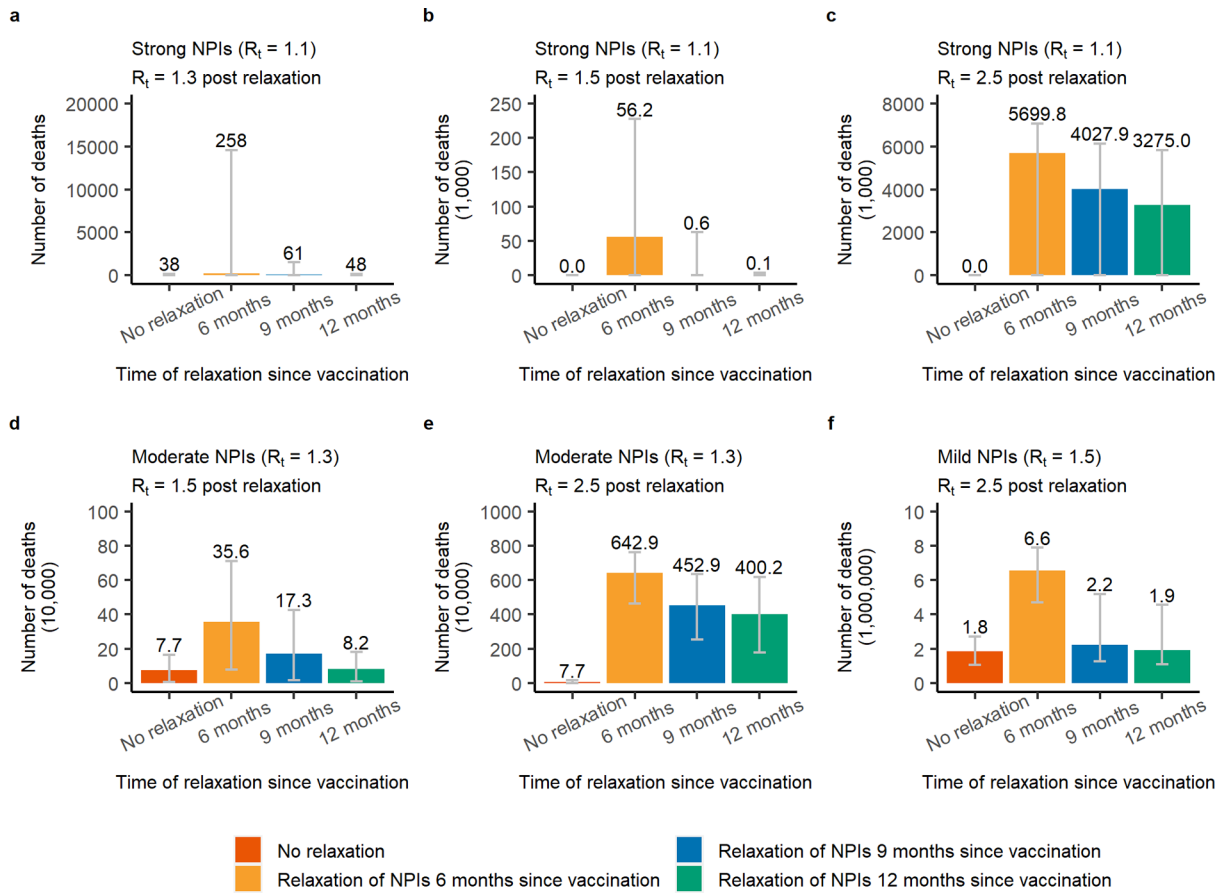 a
Strong NPIs (Rt = 1.1)
Rt = 1.3 post relaxation
Number of deaths
20000
15000
10000
5000
0
38
258
61
48
No relaxation
6 months
9 months
12 months
Time of relaxation since vaccination
b
Strong NPIs (Rt = 1.1)
Rt = 1.5 post relaxation
Number of deaths
(1,000)
250
200
150
100
50
0
0.0
56.2
0.6
0.1
No relaxation
6 months
9 months
12 months
Time of relaxation since vaccination
c
Strong NPIs (Rt = 1.1)
Rt = 2.5 post relaxation
Number of deaths
(1,000)
8000
6000
4000
2000
0
0.0
5699.8
4027.9
3275.0
No relaxation
6 months
9 months
12 months
Time of relaxation since vaccination
d
Moderate NPIs (Rt = 1.3)
Rt = 1.5 post relaxation
Number of deaths
(10,000)
100
80
60
40
20
0
7.7
35.6
17.3
8.2
No relaxation
6 months
9 months
12 months
Time of relaxation since vaccination
e
Moderate NPIs (Rt = 1.3)
Rt = 2.5 post relaxation
Number of deaths
(10,000)
1000
800
600
400
200
0
7.7
642.9
452.9
400.2
No relaxation
6 months
9 months
12 months
Time of relaxation since vaccination
f
Mild NPIs (Rt = 1.5)
Rt = 2.5 post relaxation
Number of deaths
(1,000,000)
10
8
6
4
2
0
1.8
6.6
2.2
1.9
No relaxation
6 months
9 months
12 months
Time of relaxation since vaccination
No relaxation
Relaxation of NPIs 6 months since vaccination
Relaxation of NPIs 9 months since vaccination
Relaxation of NPIs 12 months since vaccination